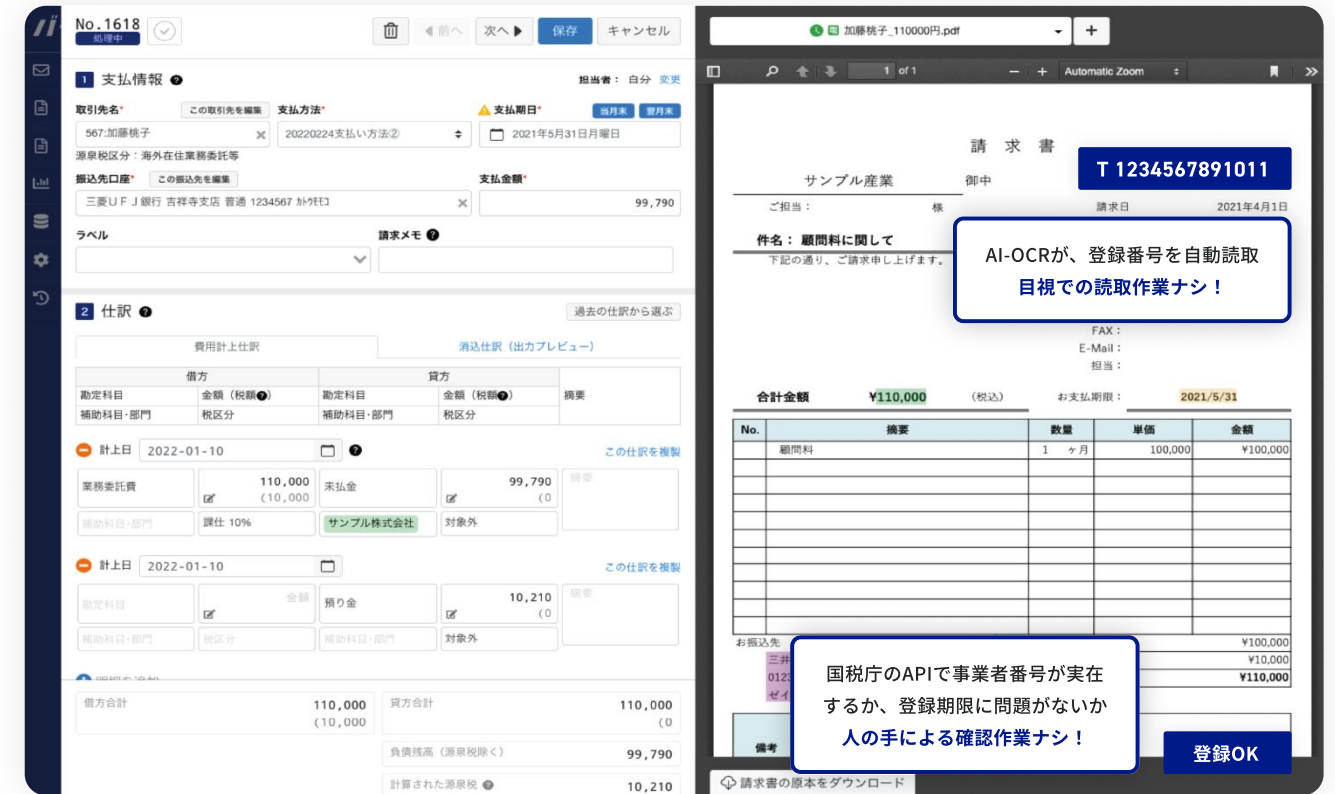 No.1618
処理中
前へ
次へ
保存
キャンセル
1 支払情報
担当者： 自分 変更
取引先名*
この取引先を編集
支払方法*
支払期日*
当月末
翌月末
567:加藤桃子
20220224支払い方法②
2021年5月31日月曜日
源泉税区分：海外在住業務委託等
振込先口座*
この振込先を編集
支払金額*
三菱ＵＦＪ銀行 吉祥寺支店 普通 1234567 ｶﾄｳﾓﾓｺ
99,790
ラベル
請求メモ
2 仕訳
過去の仕訳から選ぶ
費用計上仕訳
消込仕訳（出力プレビュー）
借方
貸方
勘定科目
金額（税額）
勘定科目
金額（税額）
摘要
補助科目・部門
税区分
補助科目・部門
税区分
計上日
2022-01-10
この仕訳を複製
業務委託費
110,000
(10,000
未払金
99,790
(0
摘要
補助科目・部門
課仕 10%
サンプル株式会社
対象外
計上日
2022-01-10
この仕訳を複製
勘定科目
金額
預り金
10,210
(0
摘要
補助科目・部門
税区分
補助科目・部門
対象外
借方合計
110,000
(10,000
貸方合計
110,000
(0
負債残高（源泉税除く）
99,790
計算された源泉税
10,210
加藤桃子_110000円.pdf
1 of 1
Automatic Zoom
請 求 書
T 1234567891011
サンプル産業
御中
ご担当：
様
請求日
2021年4月1日
件名： 顧問料に関して
下記の通り、ご請求申し上げます。
AI-OCRが、登録番号を自動読取
目視での読取作業ナシ！
FAX：
E-Mail：
担当：
合計金額
¥110,000
（税込）
お支払期限：
2021/5/31
No.
摘要
数量
単価
金額
顧問料
1
ヶ月
100,000
¥100,000
お振込先
¥100,000
三井
¥10,000
0123
¥110,000
ゼイ
国税庁のAPIで事業者番号が実在
するか、登録期限に問題がないか
人の手による確認作業ナシ！
備考
登録OK
請求書の原本をダウンロード